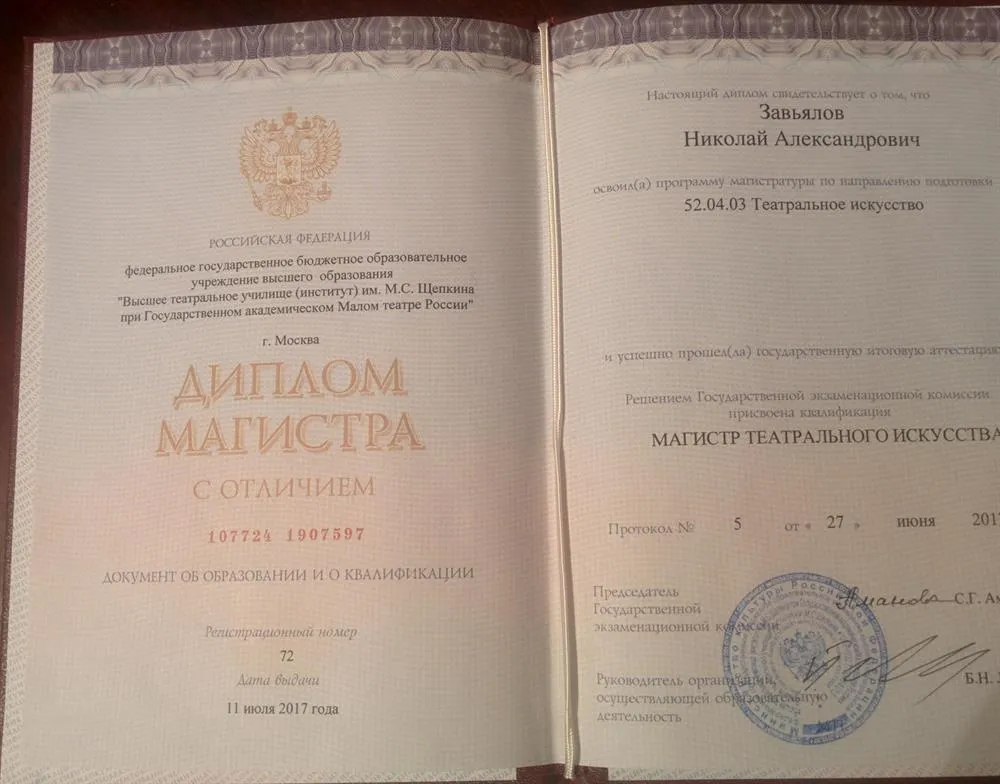 РОССИЙСКАЯ ФЕДЕРАЦИЯ
федеральное государственное бюджетное образовательное
учреждение высшего образования
"Высшее театральное училище (институт) им. М.С. Щепкина
при Государственном академическом Малом театре России"
г. Москва
ДИПЛОМ
МАГИСТРА
С ОТЛИЧИЕМ
107724 1907597
ДОКУМЕНТ ОБ ОБРАЗОВАНИИ И О КВАЛИФИКАЦИИ
Регистрационный номер
72
Дата выдачи
11 июля 2017 года
Настоящий диплом свидетельствует о том, что
Завьялов
Николай Александрович
освоил(а) программу магистратуры по направлению подготовки
52.04.03 Театральное искусство
и успешно прошел(ла) государственную итоговую аттестацию
Решением Государственной экзаменационной комиссии
присвоена квалификация
МАГИСТР ТЕАТРАЛЬНОГО ИСКУССТВА
Протокол № 5 от « 27 » июня 2017
Председатель
Государственной
экзаменационной комиссии
С.Г. Ам
Руководитель организации,
осуществляющей образовательную
деятельность
Б.Н.